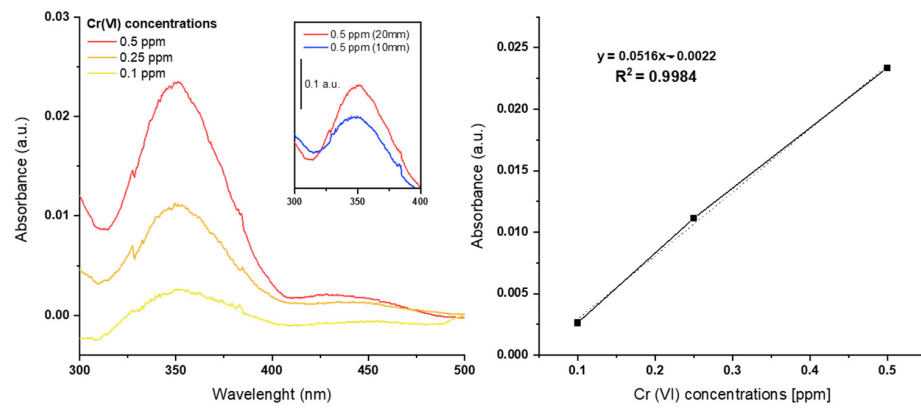 Cr(VI) concentrations
0.5 ppm
0.25 ppm
0.1 ppm
0.5 ppm (20mm)
0.5 ppm (10mm)
0.1 a.u.
300 350 400
0.03
0.02
0.01
0.00
Absorbance (a.u.)
300 350 400 450 500
Wavelenght (nm)
y = 0.0516x - 0.0022
R² = 0.9984
0.025
0.020
0.015
0.010
0.005
0.000
Absorbance (a.u.)
0.1 0.2 0.3 0.4 0.5
Cr (VI) concentrations [ppm]